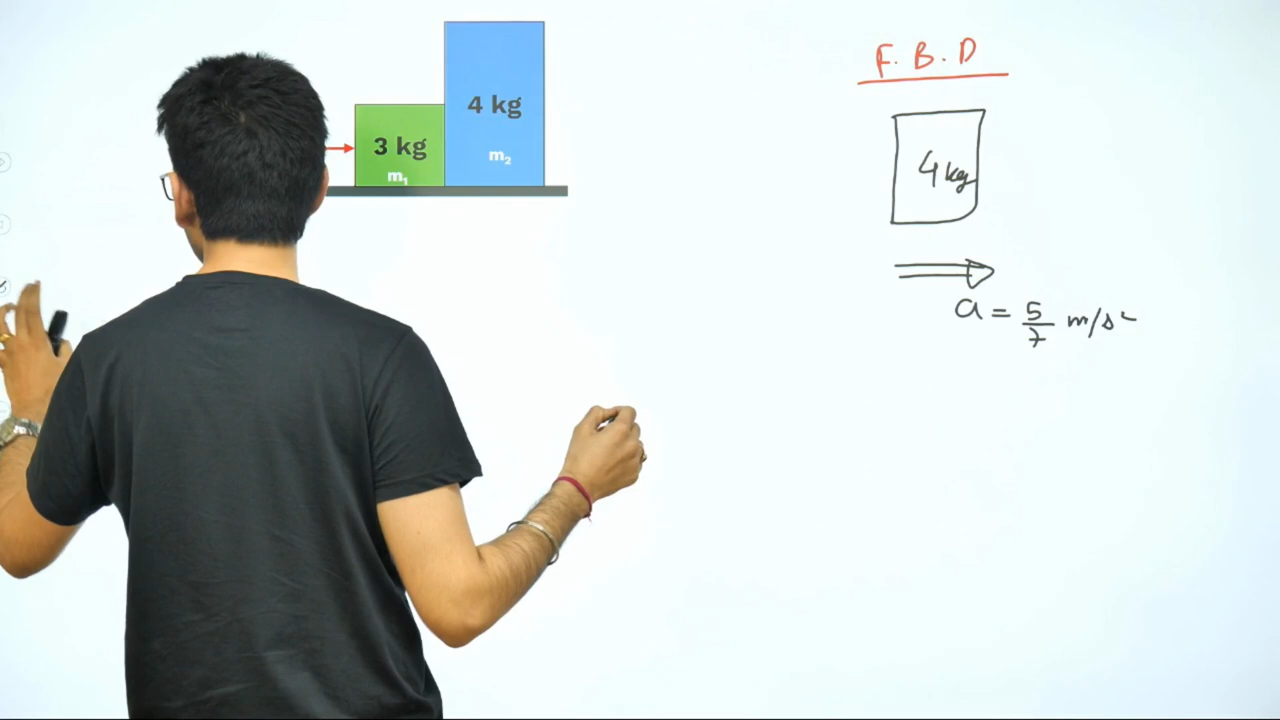 4 kg
3 kg
m₂
m₁
F. B. D
4 kg
a = 5/7 m/s²